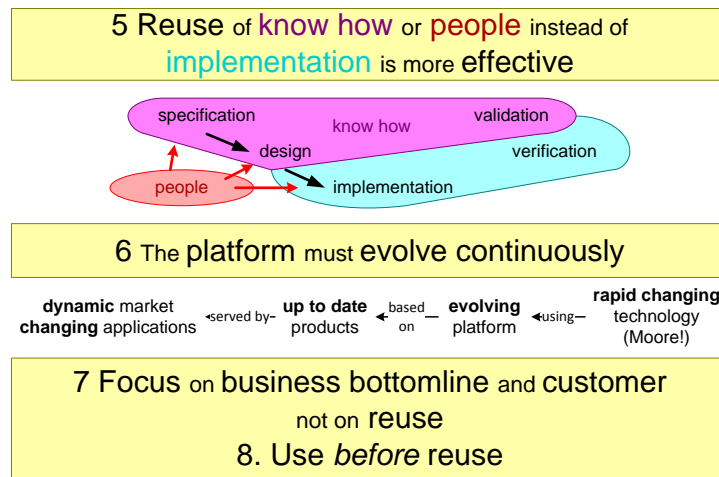 5 Reuse of know how or people instead of
implementation is more effective
specification
validation
know how
design
verification
people
implementation
6 The platform must evolve continuously
dynamic market
changing applications
served by
up to date
products
based
on
evolving
platform
using
rapid changing
technology
(Moore!)
7 Focus on business bottomline and customer
not on reuse
8. Use before reuse